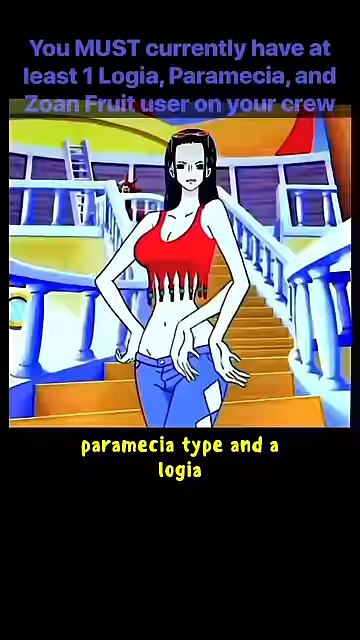 You MUST currently have at
least 1 Logia, Paramecia, and
Zoan Fruit user on your crew
paramecia type and a
logia